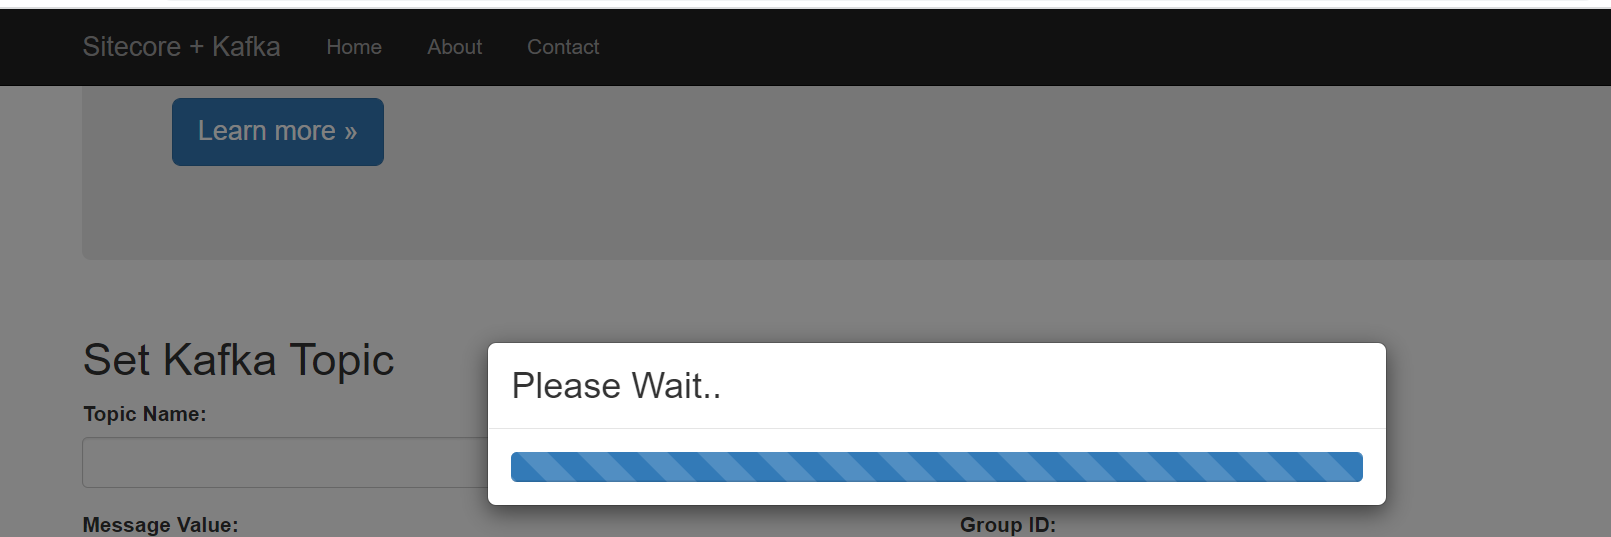 Sitecore + Kafka Home About Contact
Learn more »
Set Kafka Topic
Please Wait..
Topic Name:
Message Value: Group ID: